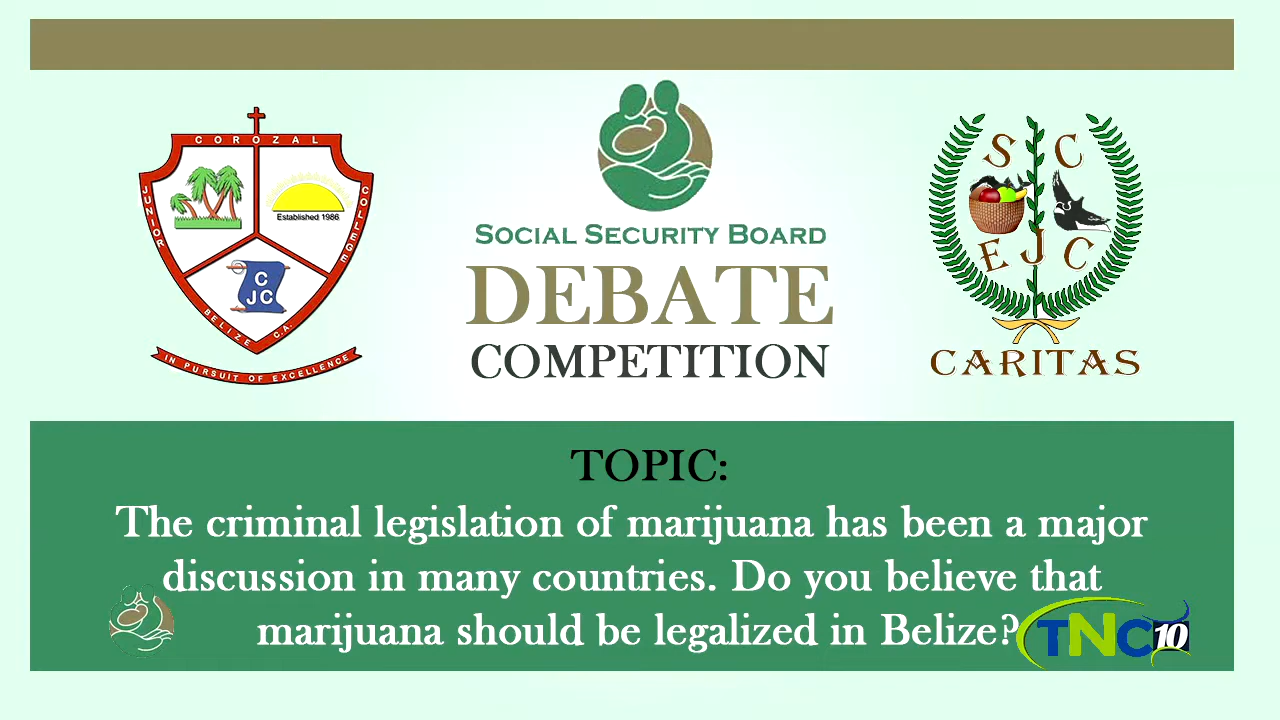 COROZAL
JUNIOR
COLLEGE
Established 1986
C
JC
BELIZE C.A.
IN PURSUIT OF EXCELLENCE
SOCIAL SECURITY BOARD
DEBATE
COMPETITION
S C
E J C
CARITAS
TOPIC:
The criminal legislation of marijuana has been a major
discussion in many countries. Do you believe that
marijuana should be legalized in Belize?
TNC10